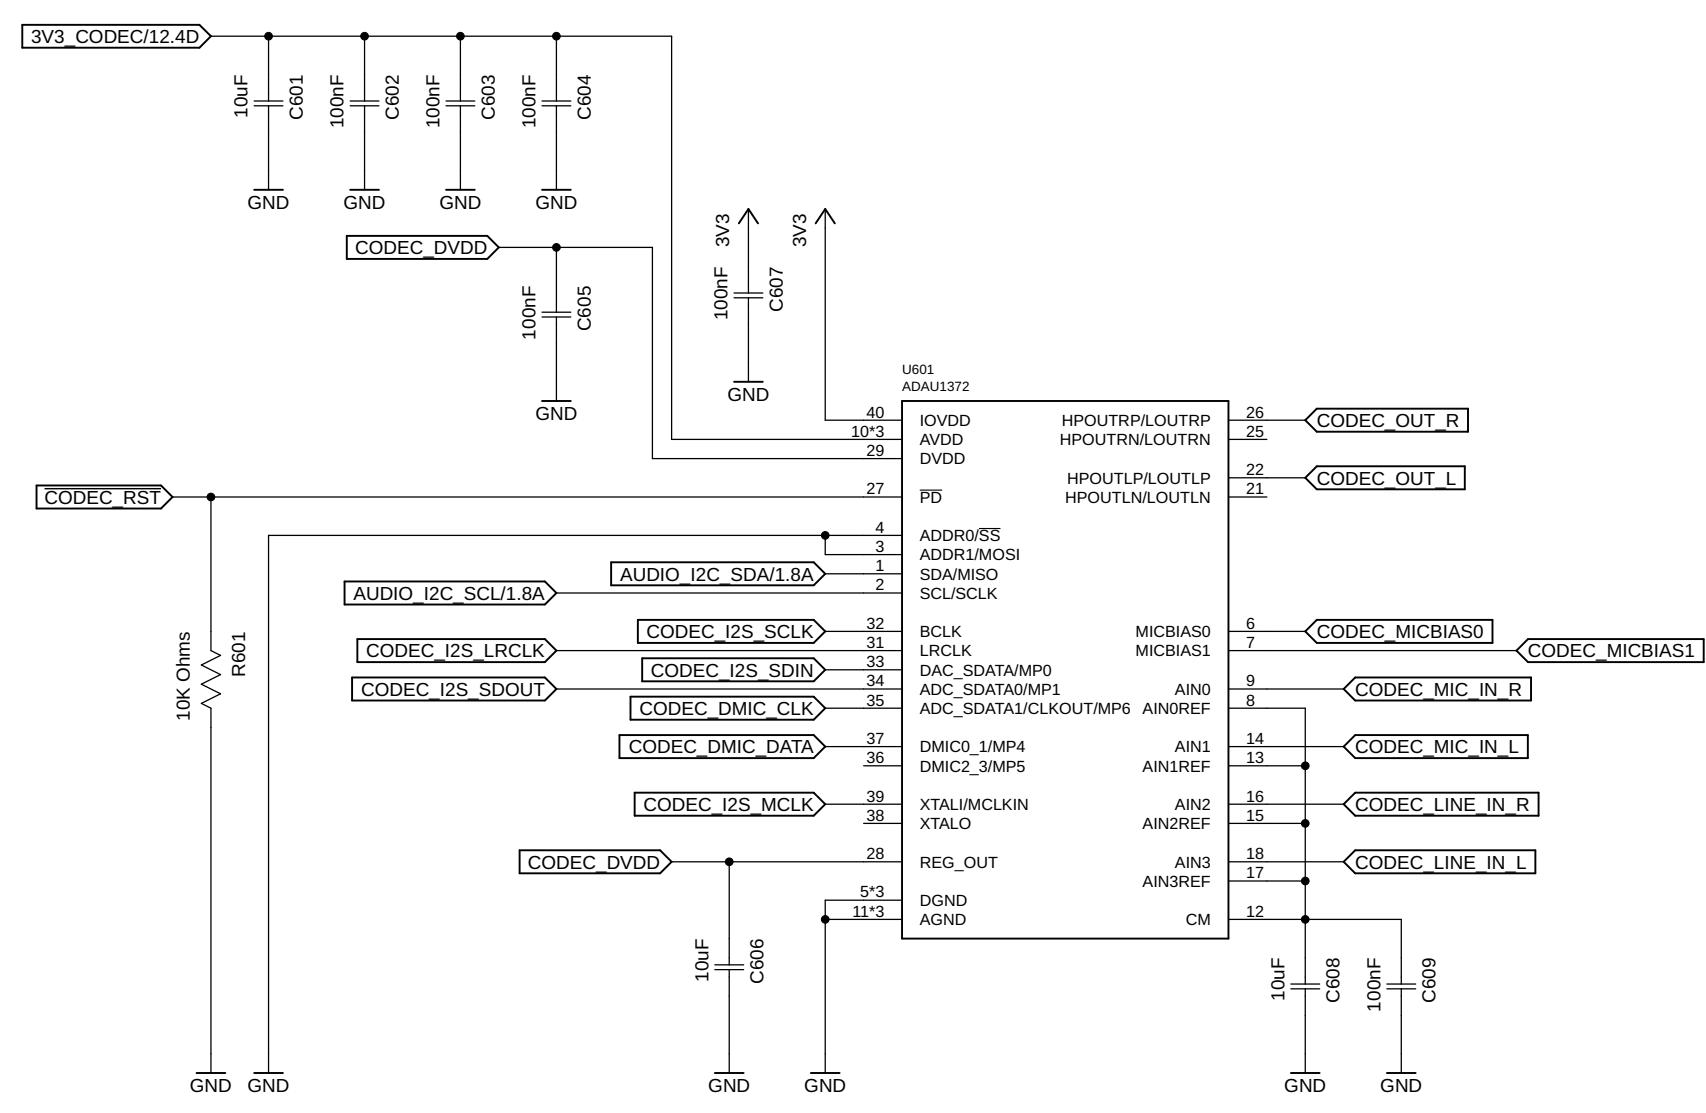 3V3_CODEC/12.4D
10uF
C601
100nF
C602
100nF
C603
100nF
C604
GND
GND
GND
GND
CODEC_DVDD
100nF
C605
GND
3V3
100nF
C607
GND
3V3
U601
ADAU1372
40 IOVDD
10*3 AVDD
29 DVDD
CODEC_RST
27 PD
4 ADDR0/SS
3 ADDR1/MOSI
AUDIO_I2C_SDA/1.8A
1 SDA/MISO
AUDIO_I2C_SCL/1.8A
2 SCL/SCLK
CODEC_I2S_SCLK
32 BCLK
CODEC_I2S_LRCLK
31 LRCLK
CODEC_I2S_SDIN
33 DAC_SDATA/MP0
CODEC_I2S_SDOUT
34 ADC_SDATA0/MP1
CODEC_DMIC_CLK
35 ADC_SDATA1/CLKOUT/MP6
CODEC_DMIC_DATA
37 DMIC0_1/MP4
36 DMIC2_3/MP5
CODEC_I2S_MCLK
39 XTALI/MCLKIN
38 XTALO
CODEC_DVDD
28 REG_OUT
5*3 DGND
11*3 AGND
HPOUTRP/LOUTRP 26
CODEC_OUT_R
HPOUTRN/LOUTRN 25
HPOUTLP/LOUTLP 22
CODEC_OUT_L
HPOUTLN/LOUTLN 21
MICBIAS0 6
CODEC_MICBIAS0
MICBIAS1 7
CODEC_MICBIAS1
AIN0 9
CODEC_MIC_IN_R
AIN0REF 8
AIN1 14
CODEC_MIC_IN_L
AIN1REF 13
AIN2 16
CODEC_LINE_IN_R
AIN2REF 15
AIN3 18
CODEC_LINE_IN_L
AIN3REF 17
CM 12
10K Ohms
R601
10uF
C606
10uF
C608
100nF
C609
GND
GND
GND
GND
GND
GND